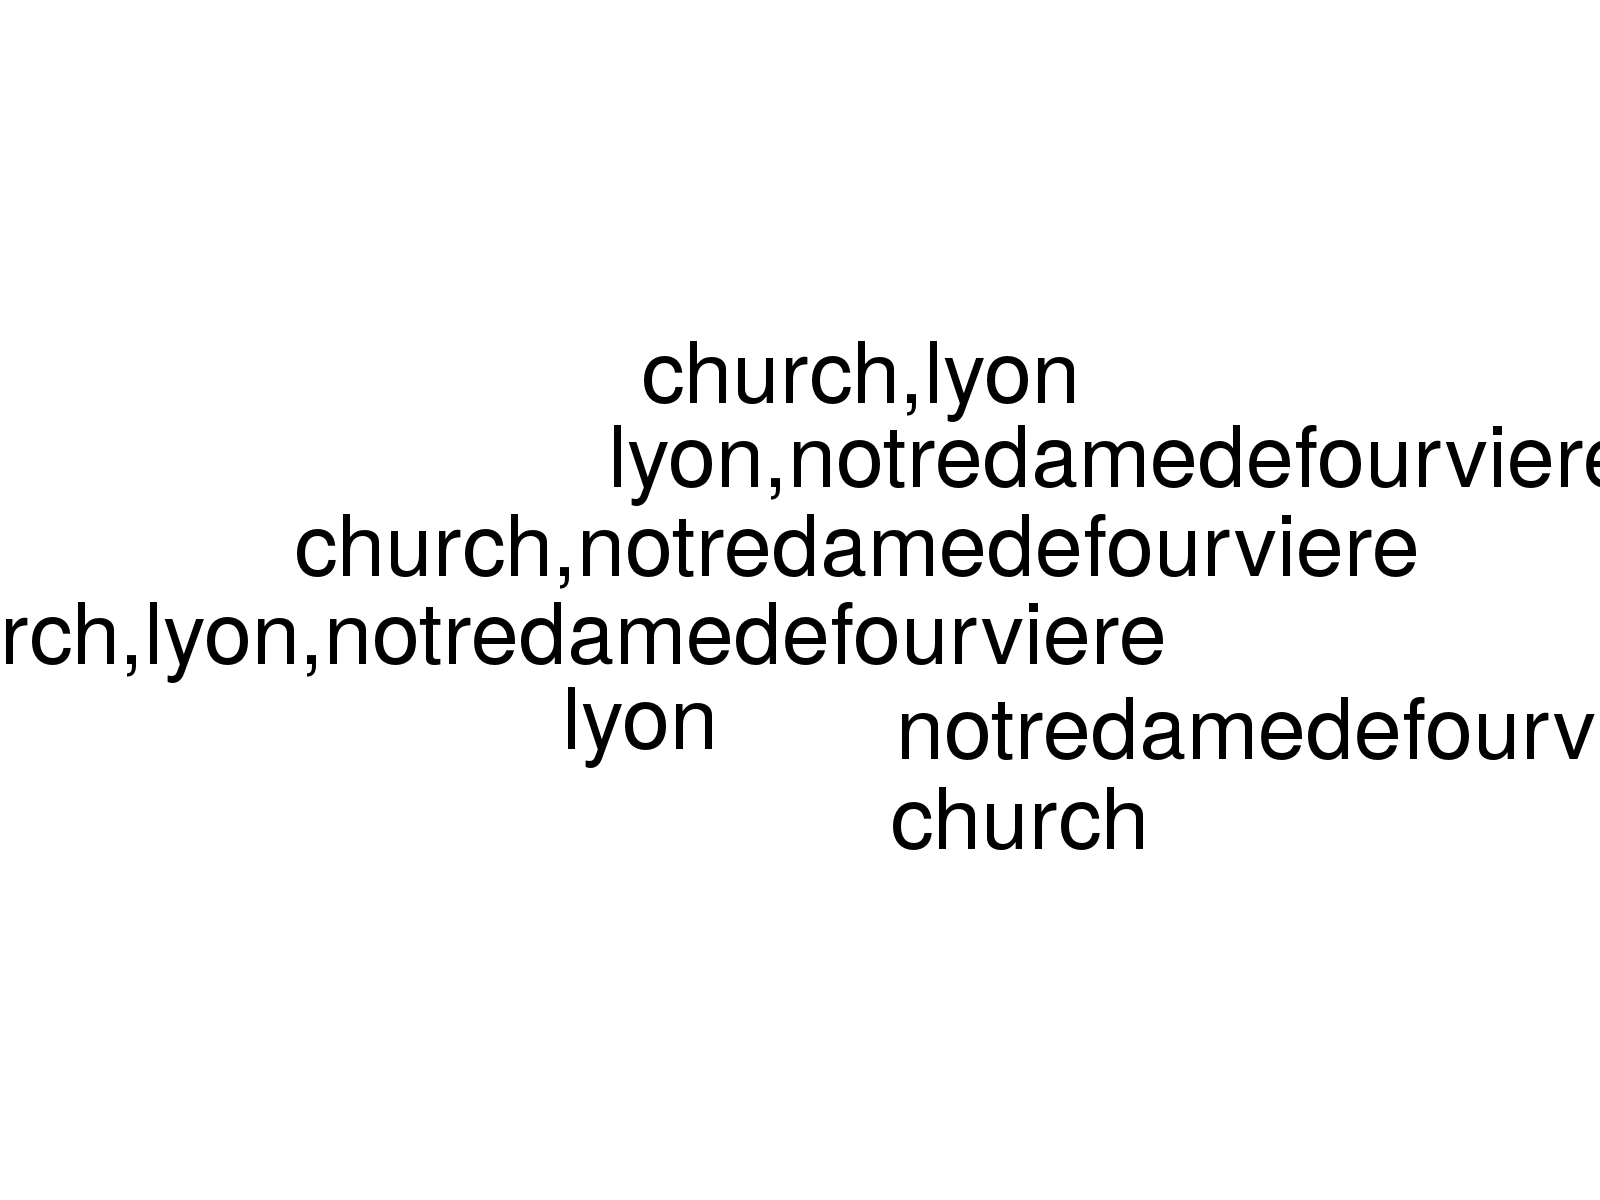 church,lyon
lyon,notredamedefourviere
church,notredamedefourviere
rch,lyon,notredamedefourviere
lyon notredamedefourv
church